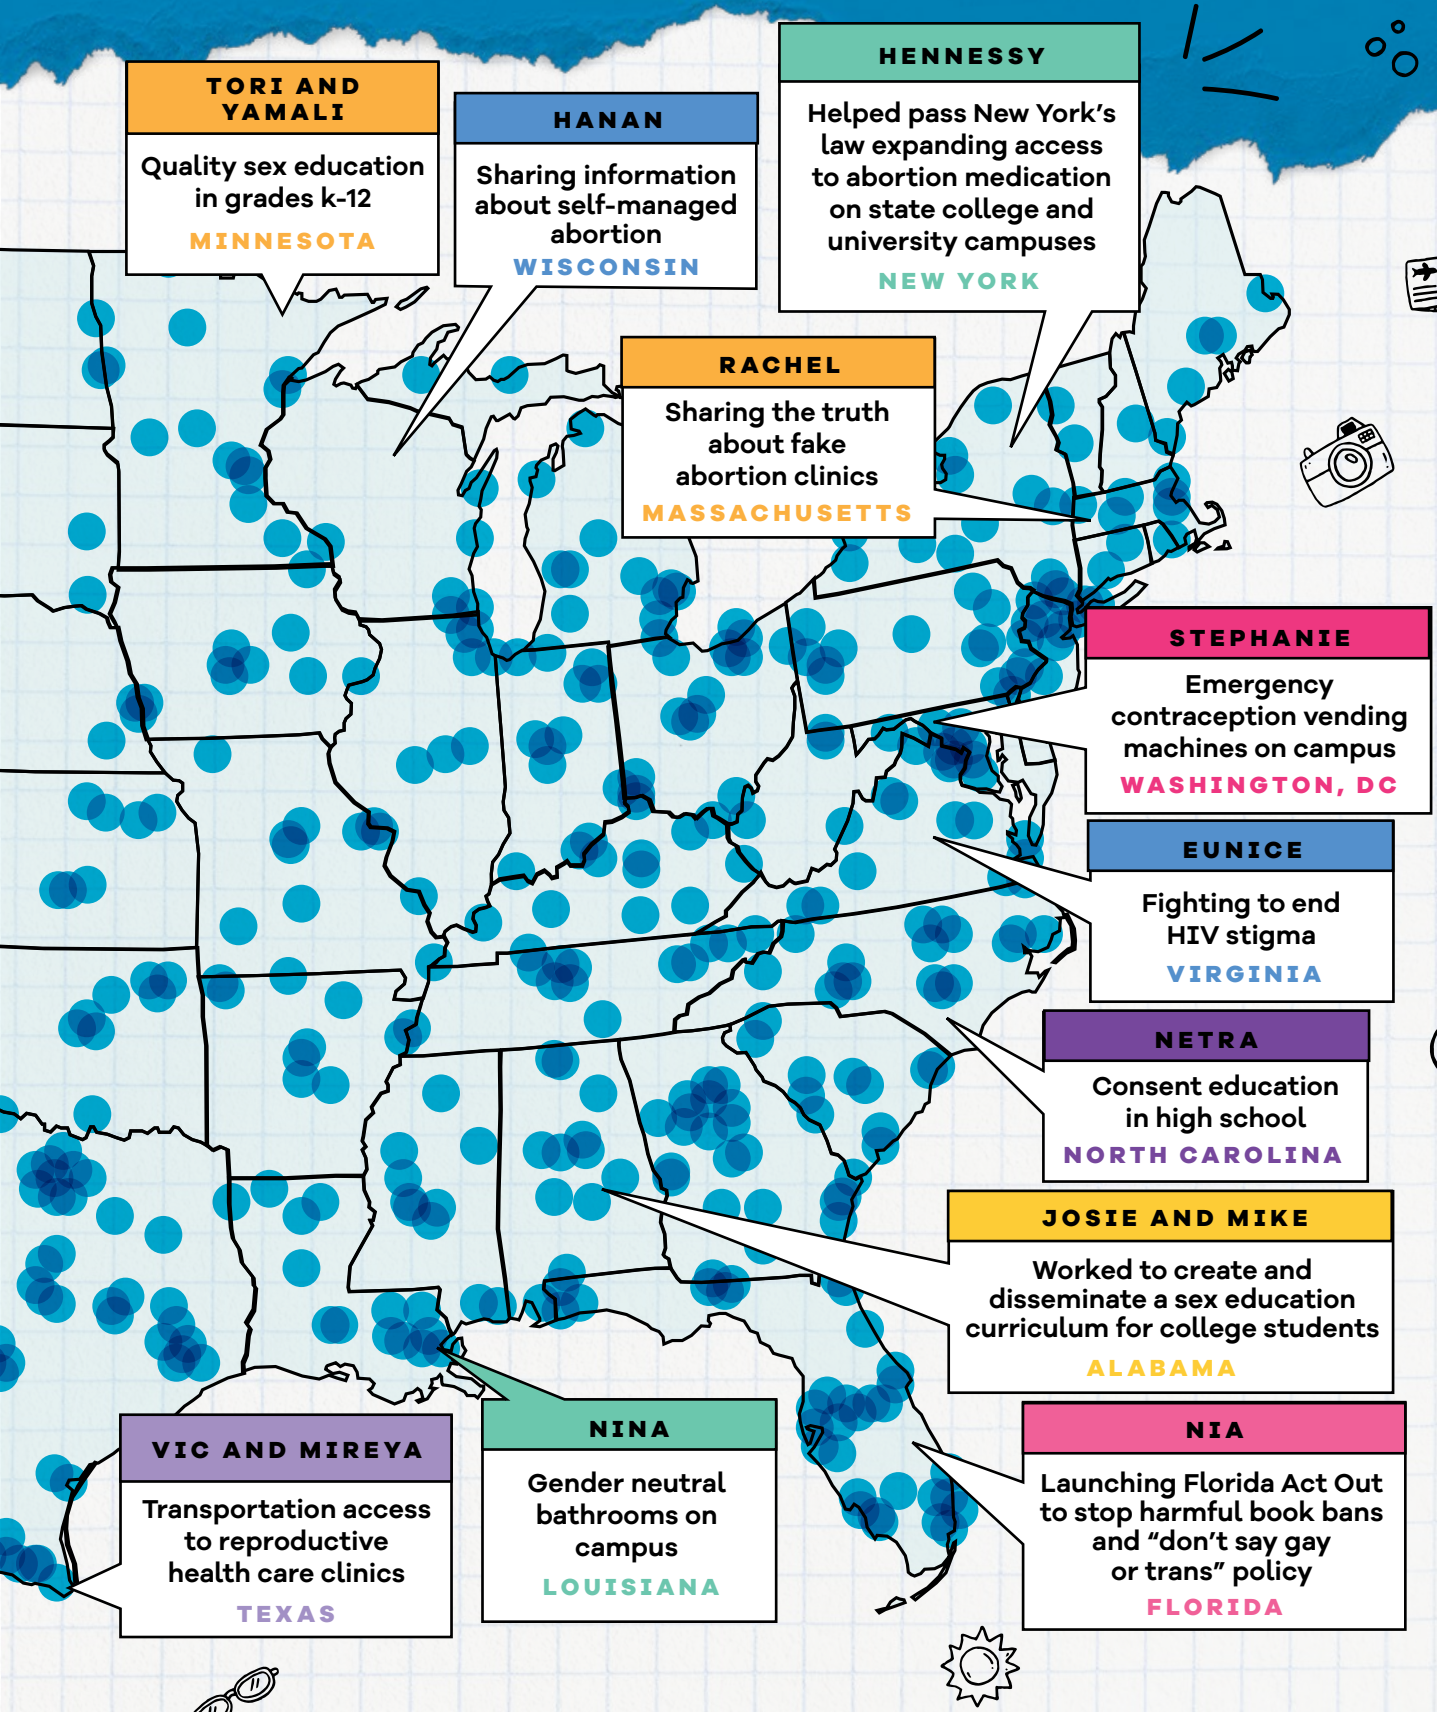 TORI AND
YAMALI
Quality sex education
in grades k-12
MINNESOTA
HANAN
Sharing information
about self-managed
abortion
WISCONSIN
HENNESSY
Helped pass New York's
law expanding access
to abortion medication
on state college and
university campuses
NEW YORK
RACHEL
Sharing the truth
about fake
abortion clinics
MASSACHUSETTS
STEPHANIE
Emergency
contraception vending
machines on campus
WASHINGTON, DC
EUNICE
Fighting to end
HIV stigma
VIRGINIA
NETRA
Consent education
in high school
NORTH CAROLINA
JOSIE AND MIKE
Worked to create and
disseminate a sex education
curriculum for college students
ALABAMA
NIA
Launching Florida Act Out
to stop harmful book bans
and “don't say gay
or trans” policy
FLORIDA
NINA
Gender neutral
bathrooms on
campus
LOUISIANA
VIC AND MIREYA
Transportation access
to reproductive
health care clinics
TEXAS